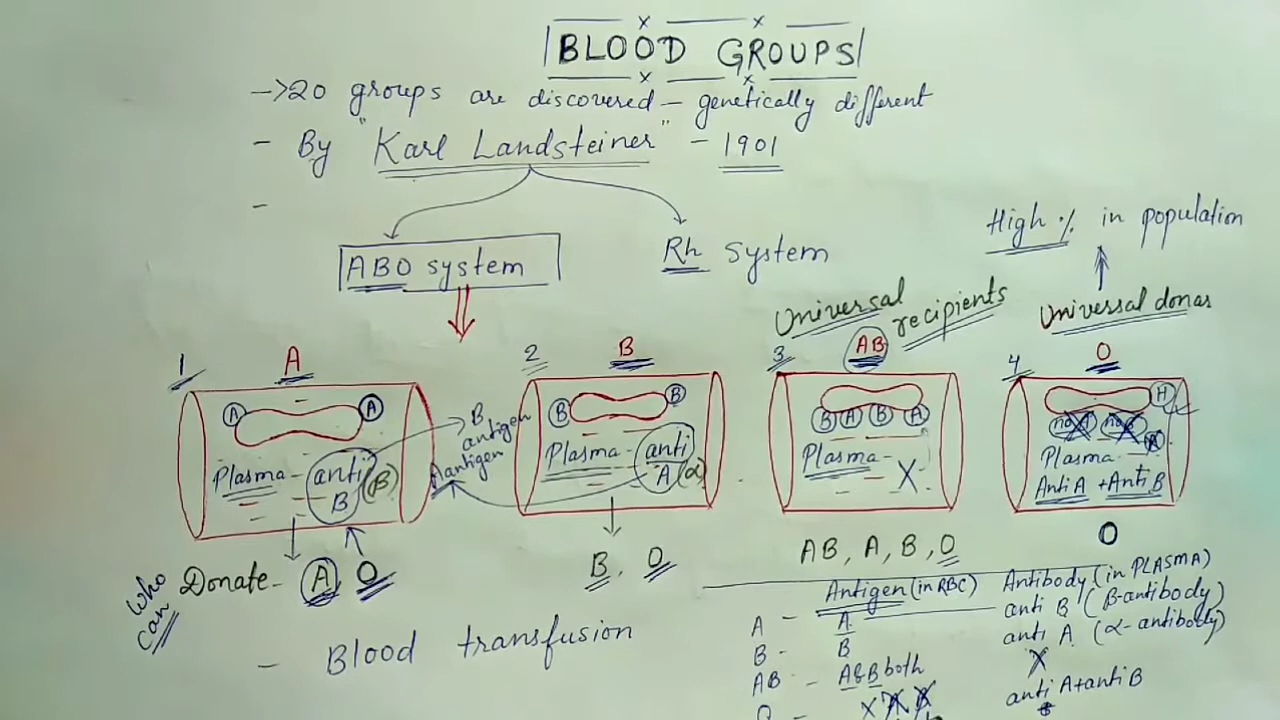 BLOOD GROUPS
->20 groups are discovered - genetically different
- By "Karl Landsteiner" - 1901
-
ABO system
Rh system
High % in population
Universal recipients
Universal donar
1 A
2 B
3 AB
4 O
A A
Plasma - anti B (β)
B antigen
A antigen
B B
Plasma - anti A (α)
B A B A
Plasma - X
H
no no
Plasma -
Anti A + Anti B
Who can Donate - A, O
B, O
AB, A, B, O
O
- Blood transfusion
Antigen (in RBC) Antibody (in PLASMA)
A - A anti B (β-antibody)
B - B anti A (α-antibody)
AB - A&B both X
O - X anti A + anti B